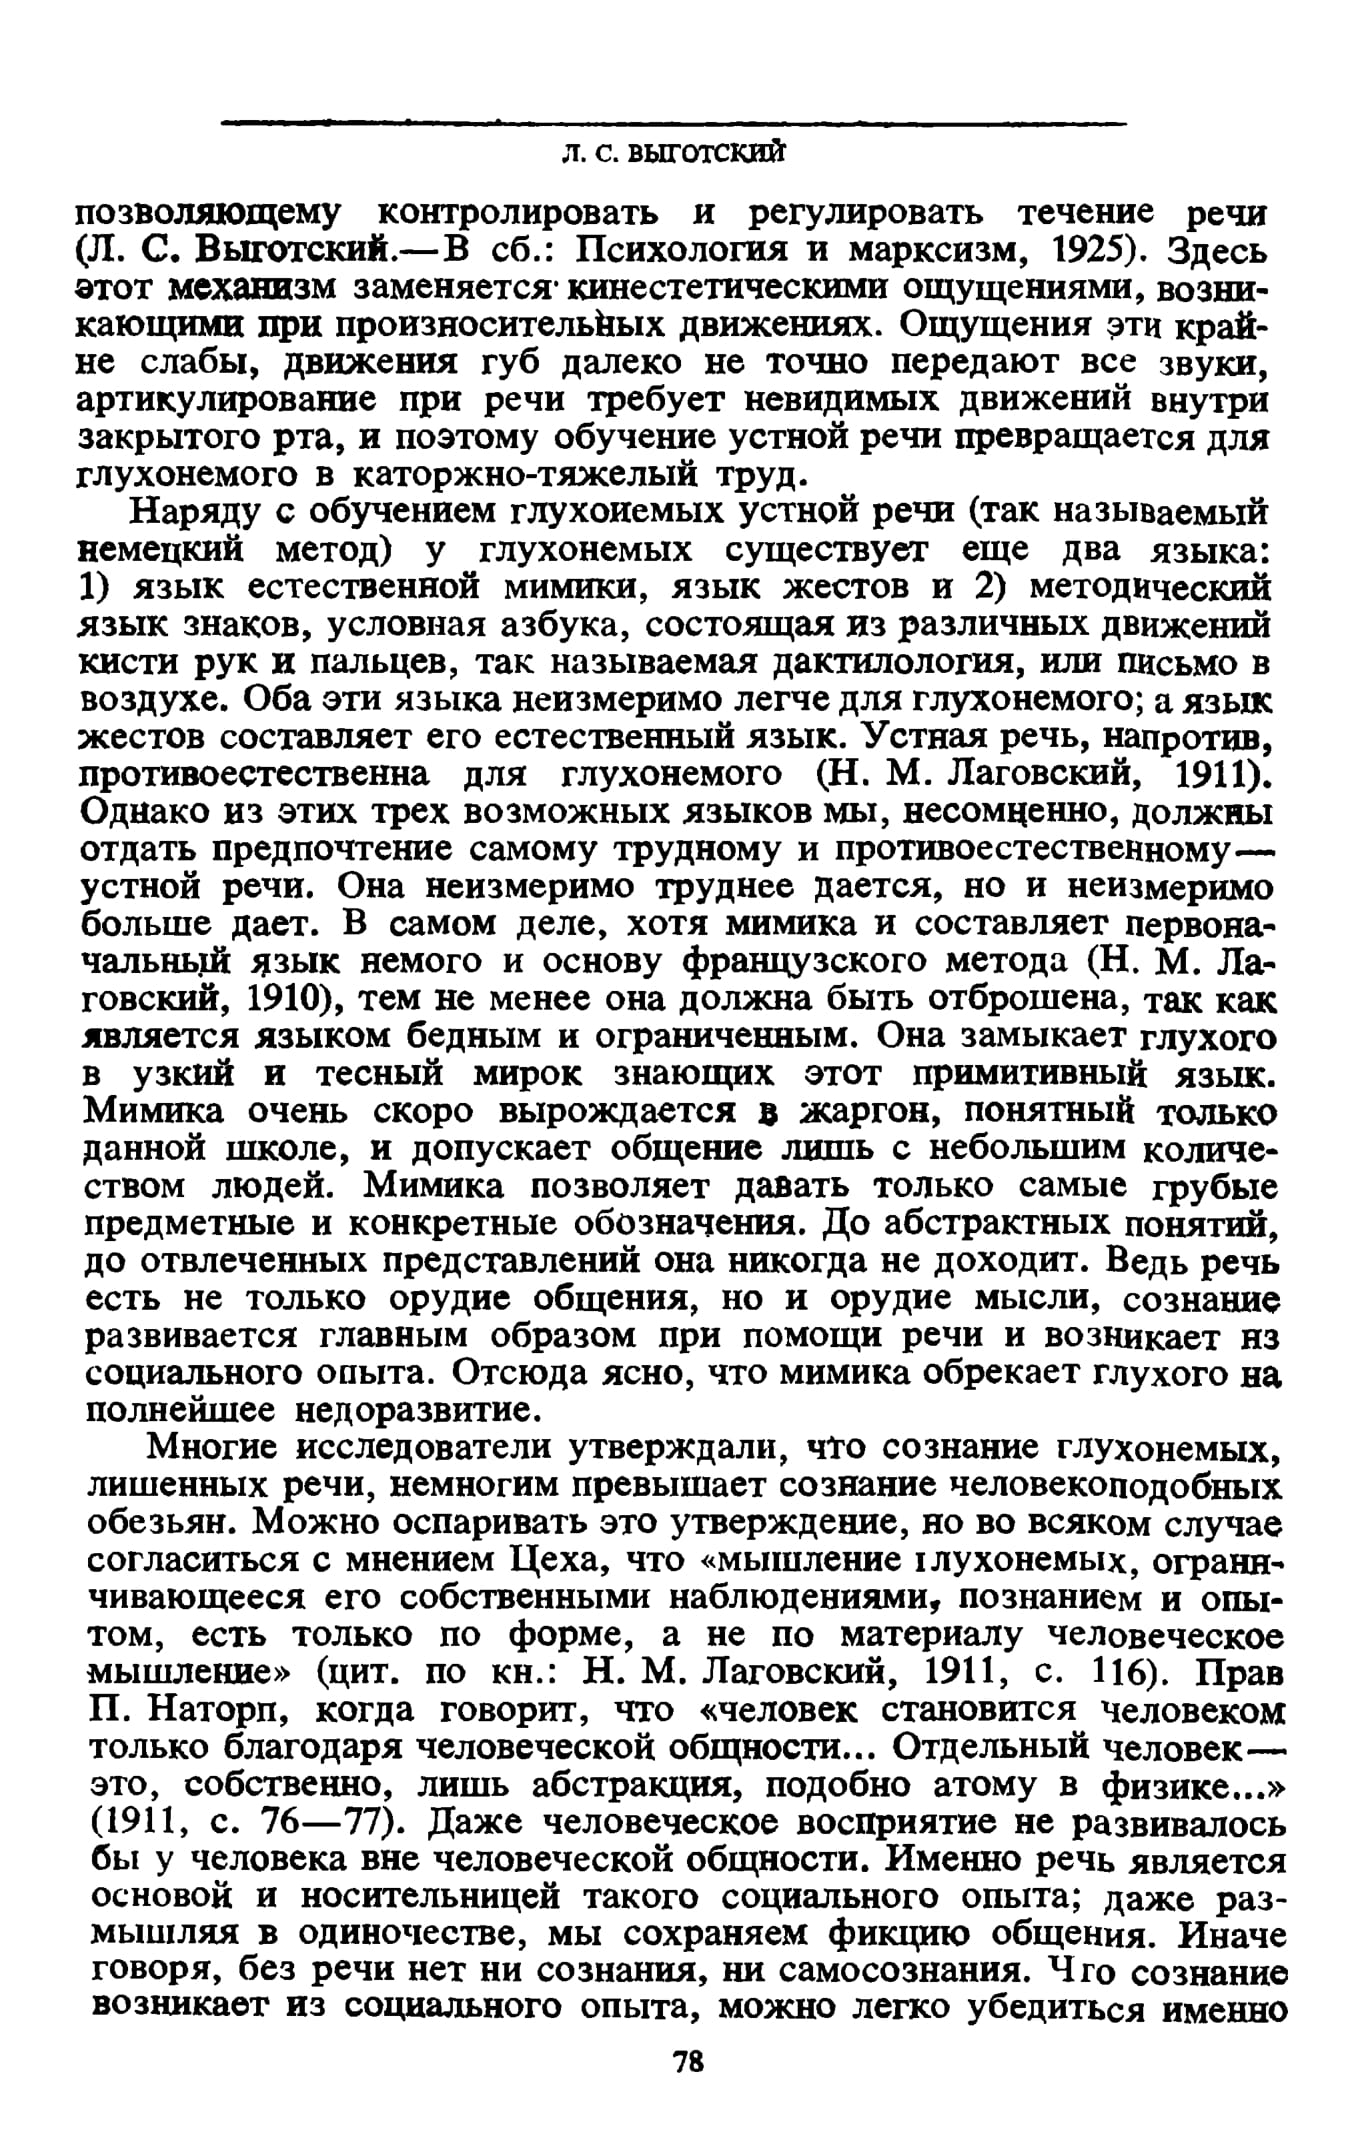 Л. С. ВЫГОТСКИЙ
позволяющему контролировать и регулировать течение речи
(Л. С. Выготский.—В сб.: Психология и марксизм, 1925). Здесь
этот механизм заменяется кинестетическими ощущениями, возни-
кающими при произносительных движениях. Ощущения эти край-
не слабы, движения губ далеко не точно передают все звуки,
артикулирование при речи требует невидимых движений внутри
закрытого рта, и поэтому обучение устной речи превращается для
глухонемого в каторжно-тяжелый труд.
Наряду с обучением глухонемых устной речи (так называемый
немецкий метод) у глухонемых существует еще два языка:
1) язык естественной мимики, язык жестов и 2) методический
язык знаков, условная азбука, состоящая из различных движений
кисти рук и пальцев, так называемая дактилология, или письмо в
воздухе. Оба эти языка неизмеримо легче для глухонемого; а язык
жестов составляет его естественный язык. Устная речь, напротив,
противоестественна для глухонемого (Н. М. Лаговский, 1911).
Однако из этих трех возможных языков мы, несомненно, должны
отдать предпочтение самому трудному и противоестественному—
устной речи. Она неизмеримо труднее дается, но и неизмеримо
больше дает. В самом деле, хотя мимика и составляет первона-
чальный язык немого и основу французского метода (Н. М. Ла-
говский, 1910), тем не менее она должна быть отброшена, так как
является языком бедным и ограниченным. Она замыкает глухого
в узкий и тесный мирок знающих этот примитивный язык.
Мимика очень скоро вырождается в жаргон, понятный только
данной школе, и допускает общение лишь с небольшим количе-
ством людей. Мимика позволяет давать только самые грубые
предметные и конкретные обозначения. До абстрактных понятий,
до отвлеченных представлений она никогда не доходит. Ведь речь
есть не только орудие общения, но и орудие мысли, сознание
развивается главным образом при помощи речи и возникает из
социального опыта. Отсюда ясно, что мимика обрекает глухого на
полнейшее недоразвитие.
Многие исследователи утверждали, что сознание глухонемых,
лишенных речи, немногим превышает сознание человекоподобных
обезьян. Можно оспаривать это утверждение, но во всяком случае
согласиться с мнением Цеха, что «мышление глухонемых, ограни-
чивающееся его собственными наблюдениями, познанием и опы-
том, есть только по форме, а не по материалу человеческое
мышление» (цит. по кн.: Н. М. Лаговский, 1911, с. 116). Прав
П. Наторп, когда говорит, что «человек становится человеком
только благодаря человеческой общности... Отдельный человек—
это, собственно, лишь абстракция, подобно атому в физике...»
(1911, с. 76—77). Даже человеческое восприятие не развивалось
бы у человека вне человеческой общности. Именно речь является
основой и носительницей такого социального опыта; даже раз-
мышляя в одиночестве, мы сохраняем фикцию общения. Иначе
говоря, без речи нет ни сознания, ни самосознания. Что сознание
возникает из социального опыта, можно легко убедиться именно
78